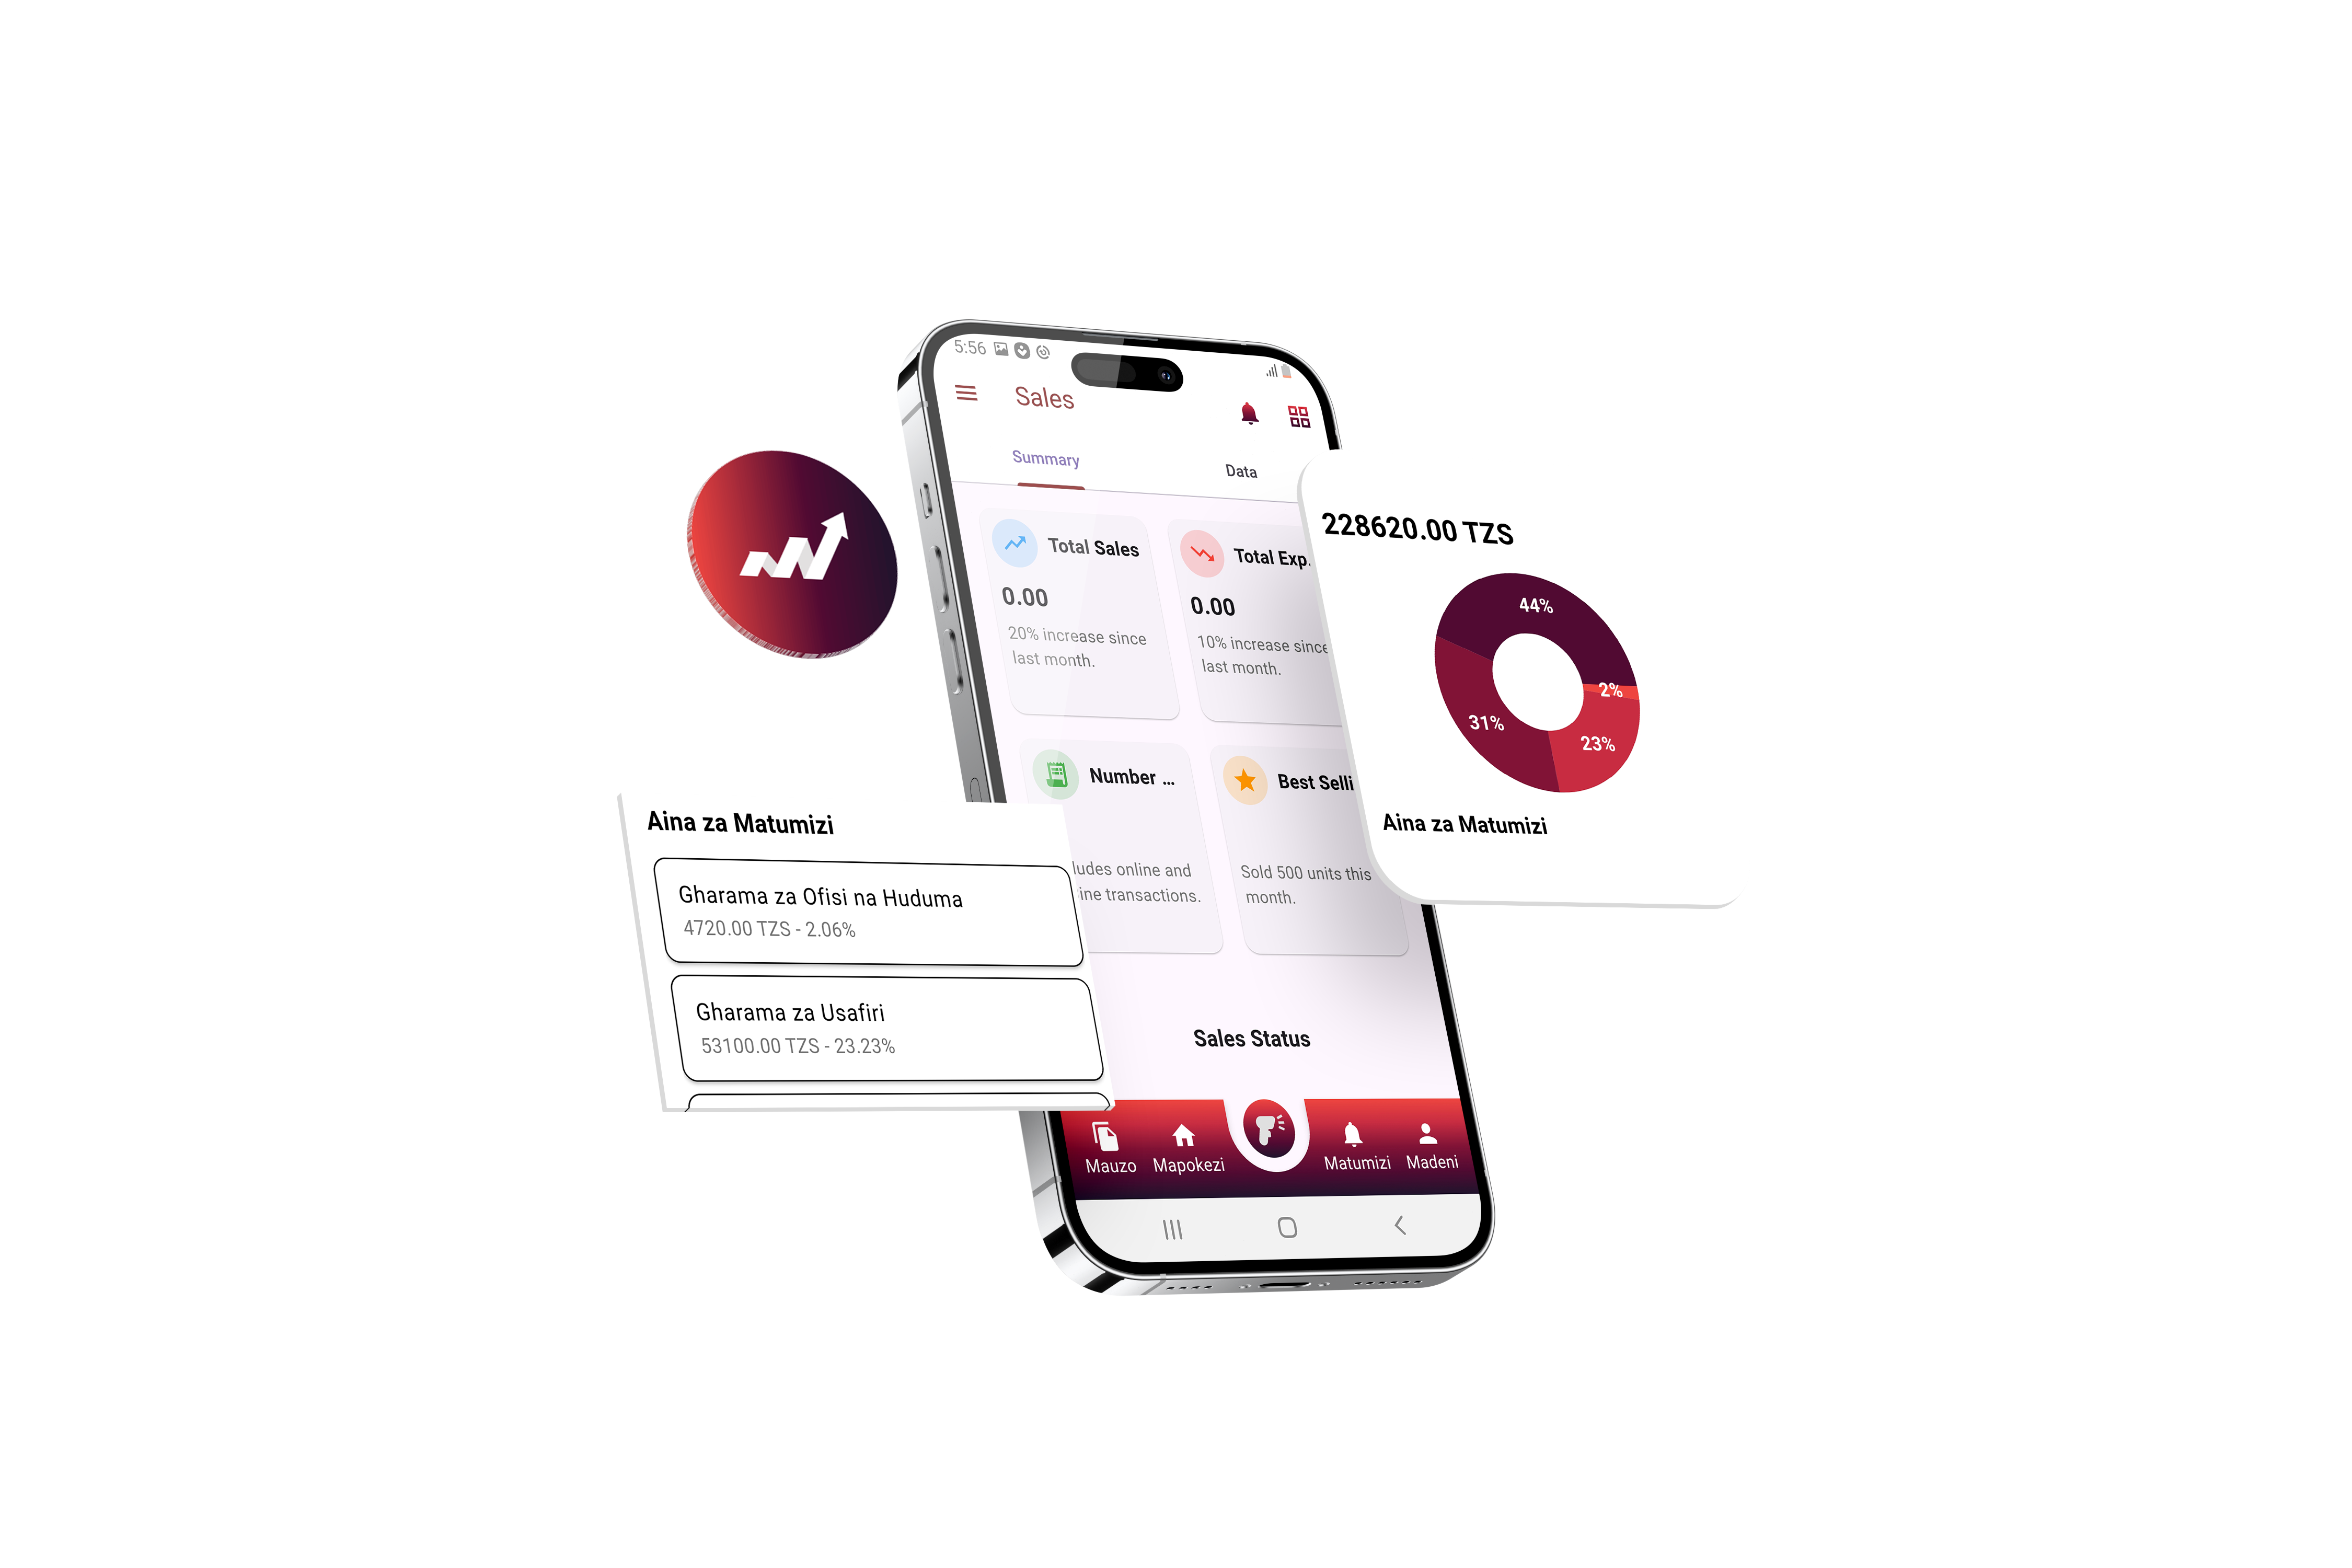 5:56
Sales
Summary
Data
Total Sales
0.00
20% increase since
last month.
Total Exp.
0.00
10% increase since
last month.
Number ...
ludes online and
ine transactions.
Best Selli
Sold 500 units this
month.
Sales Status
Mauzo
Mapokezi
Matumizi
Madeni
228620.00 TZS
44%
2%
23%
31%
Aina za Matumizi
Aina za Matumizi
Gharama za Ofisi na Huduma
4720.00 TZS - 2.06%
Gharama za Usafiri
53100.00 TZS - 23.23%